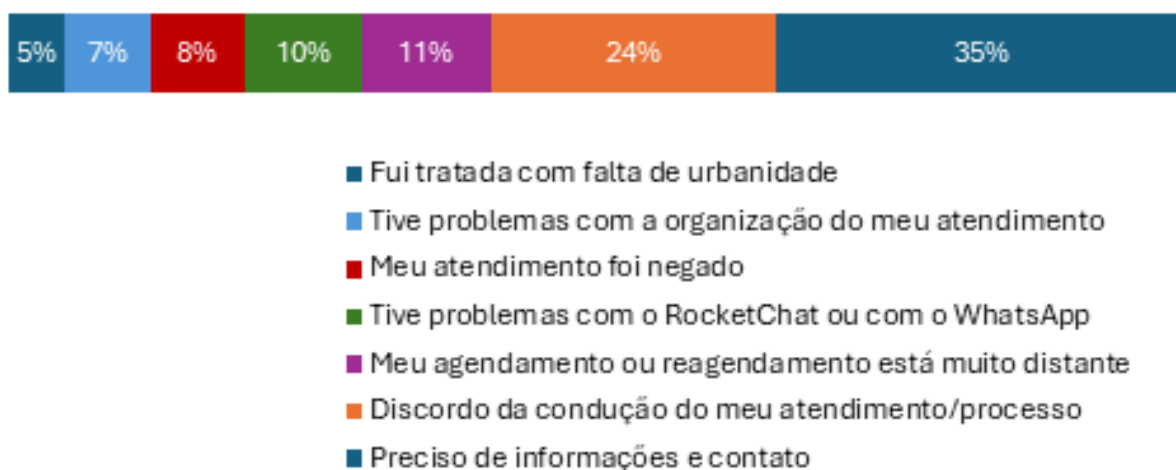 5% 7% 8% 10% 11% 24% 35%
Fui tratada com falta de urbanidade
Tive problemas com a organização do meu atendimento
Meu atendimento foi negado
Tive problemas com o RocketChat ou com o WhatsApp
Meu agendamento ou reagendamento está muito distante
Discordo da condução do meu atendimento/processo
Preciso de informações e contato